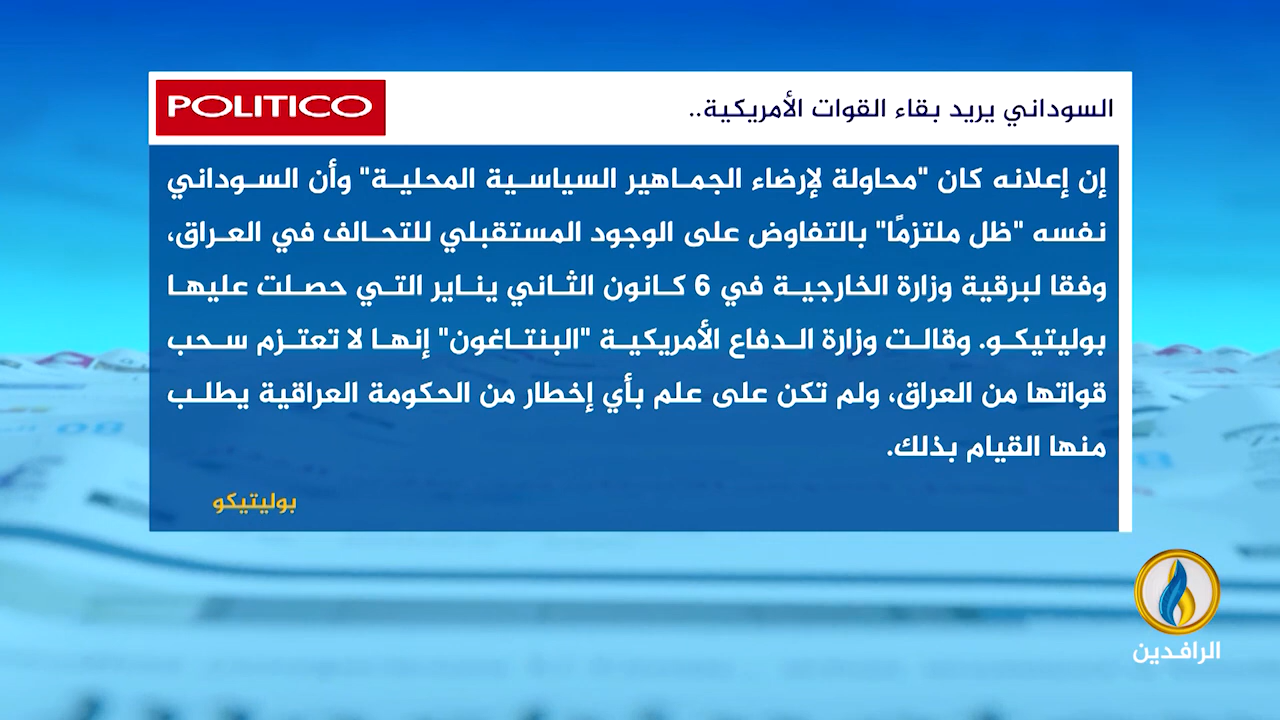 POLITICO
السوداني يريد بقاء القوات الأمريكية..
إن إعلانه كان "محاولة لإرضاء الجماهير السياسية المحلية" وأن السوداني
نفسه "ظل ملتزمًا" بالتفاوض على الوجود المستقبلي للتحالف في العراق،
وفقا لبرقية وزارة الخارجية في 6 كانون الثاني يناير التي حصلت عليها
بوليتيكو. وقالت وزارة الدفاع الأمريكية "البنتاغون" إنها لا تعتزم سحب
قواتها من العراق، ولم تكن على علم بأي إخطار من الحكومة العراقية يطلب
منها القيام بذلك.
بوليتيكو
الرافدين